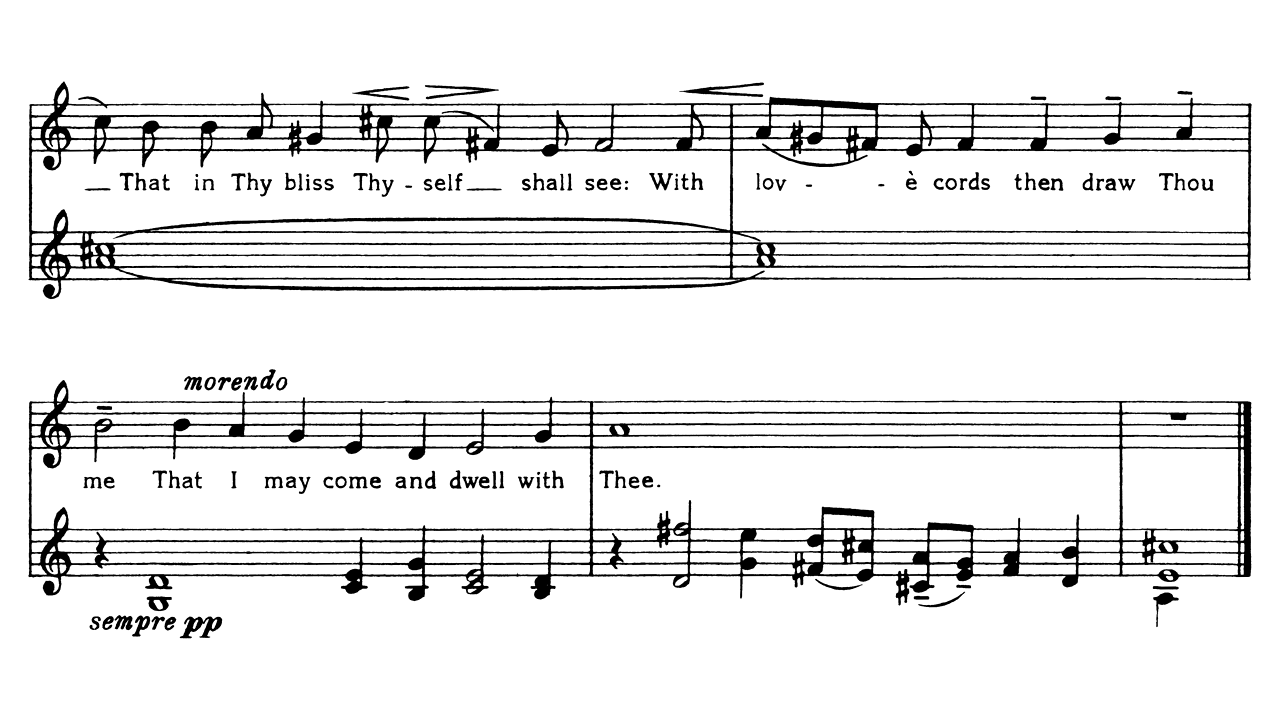 That in Thy bliss Thy - self shall see: With lov - - è cords then draw Thou
morendo
me That I may come and dwell with Thee.
sempre pp